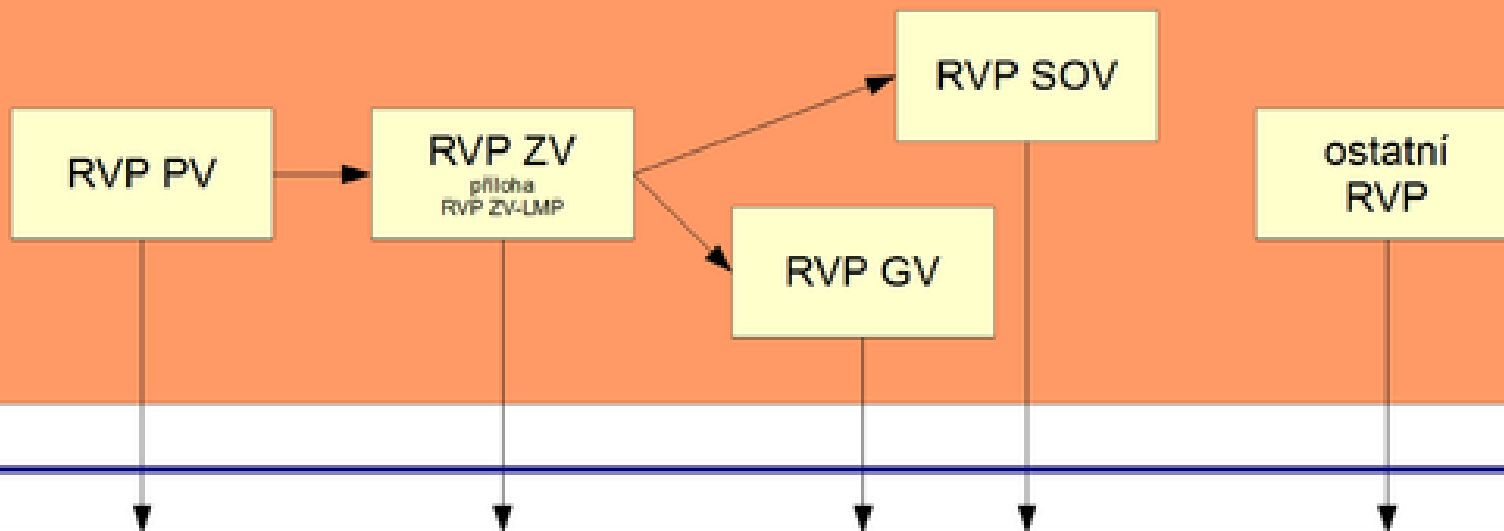 RVP SOV
RVP PV
RVP ZV
příloha
RVP ZV-LMP
ostatní
RVP
RVP GV